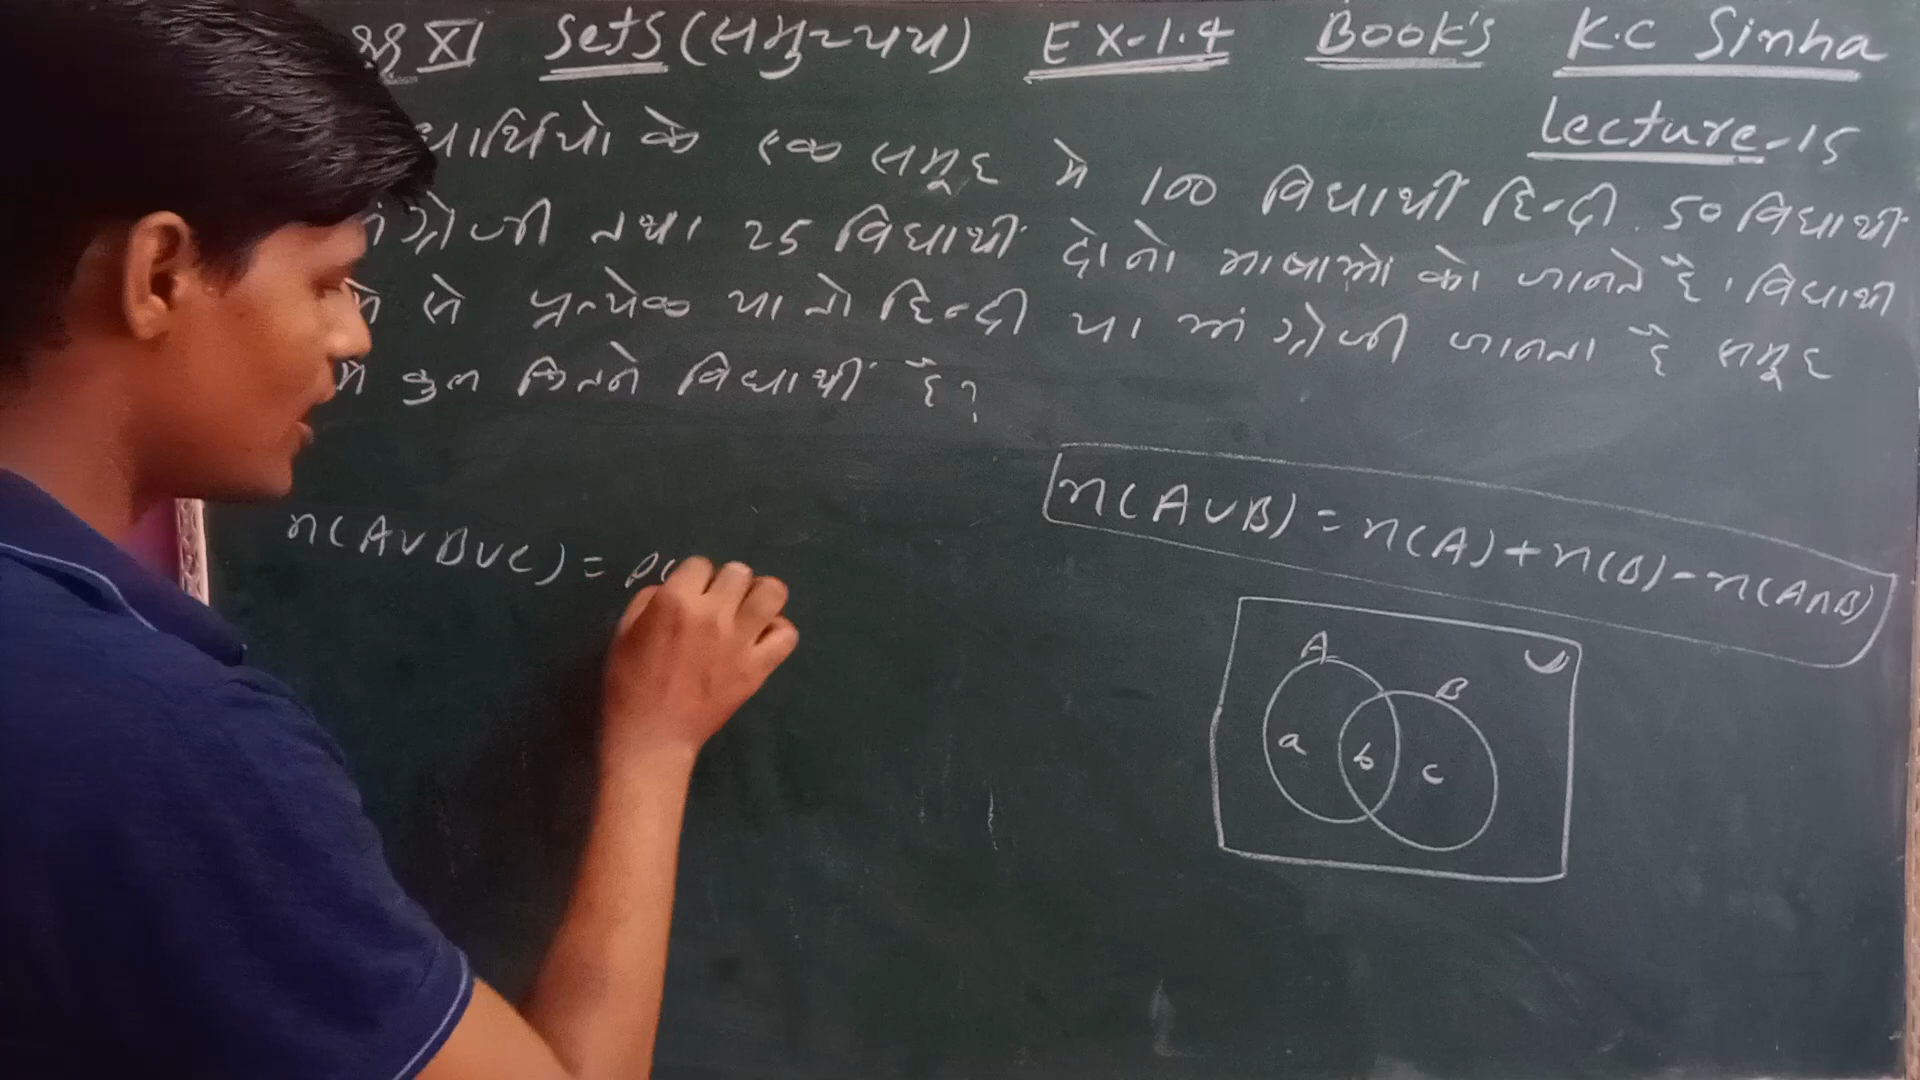 XI Sets (समुच्चय) EX-1.4 Book's K.C Sinha
Lecture-15
के एक समूह मे 100 विद्यार्थी हिन्दी 50 विद्यार्थी
तथा 25 विद्यार्थी दोनो भाषाओ को जानते है। विद्यार्थी
मे से प्रत्येक या तो हिन्दी या अंग्रेजी जानता है समूह
मे कुल कितने विद्यार्थी है?
n(A∪B) = n(A)+n(B)-n(A∩B)
n(A∪B∪C) =
A
B
U
a
b
c